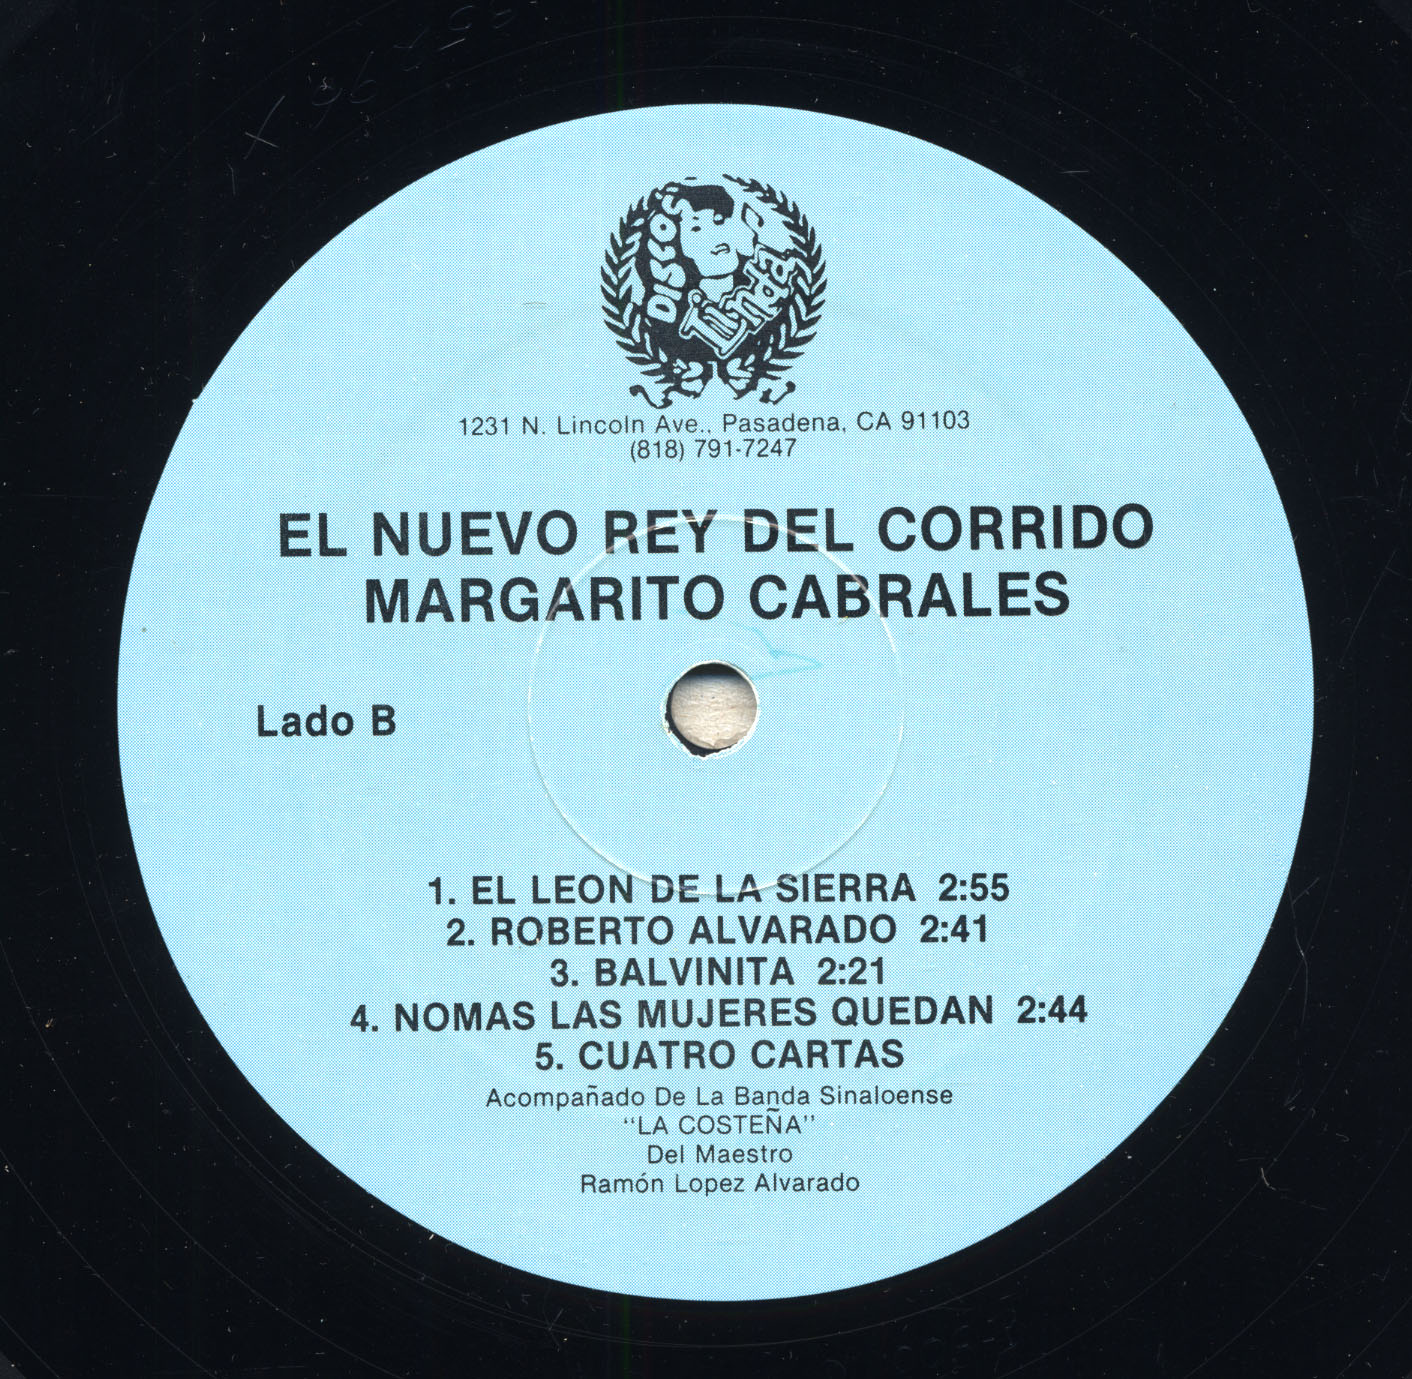 DISCOS
Linda
1231 N. Lincoln Ave., Pasadena, CA 91103
(818) 791-7247
EL NUEVO REY DEL CORRIDO
MARGARITO CABRALES
Lado B
1. EL LEON DE LA SIERRA 2:55
2. ROBERTO ALVARADO 2:41
3. BALVINITA 2:21
4. NOMAS LAS MUJERES QUEDAN 2:44
5. CUATRO CARTAS
Acompañado De La Banda Sinaloense
"LA COSTEÑA"
Del Maestro
Ramón Lopez Alvarado